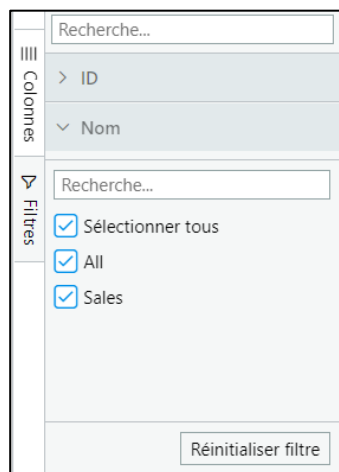 Recherche...
Colonnes
ID
Nom
Filtres
Recherche...
Sélectionner tous
All
Sales
Réinitialiser filtre